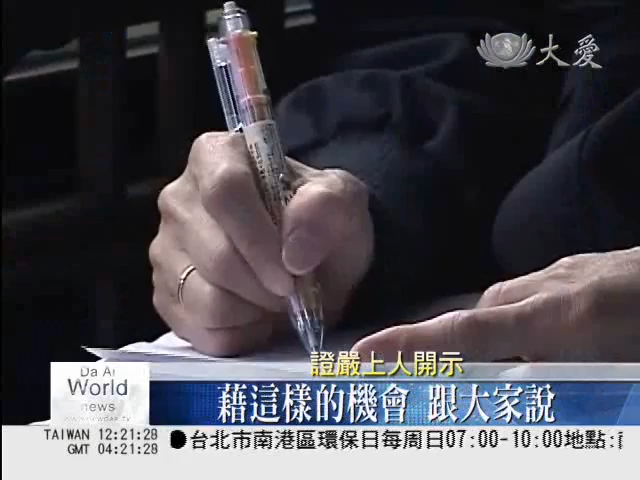 大愛
證嚴上人開示
藉這樣的機會 跟大家說
Da Ai
World
news
TAIWAN 12:21:28
GMT 04:21:28
●台北市南港區環保日每周日07:00-10:00地點: